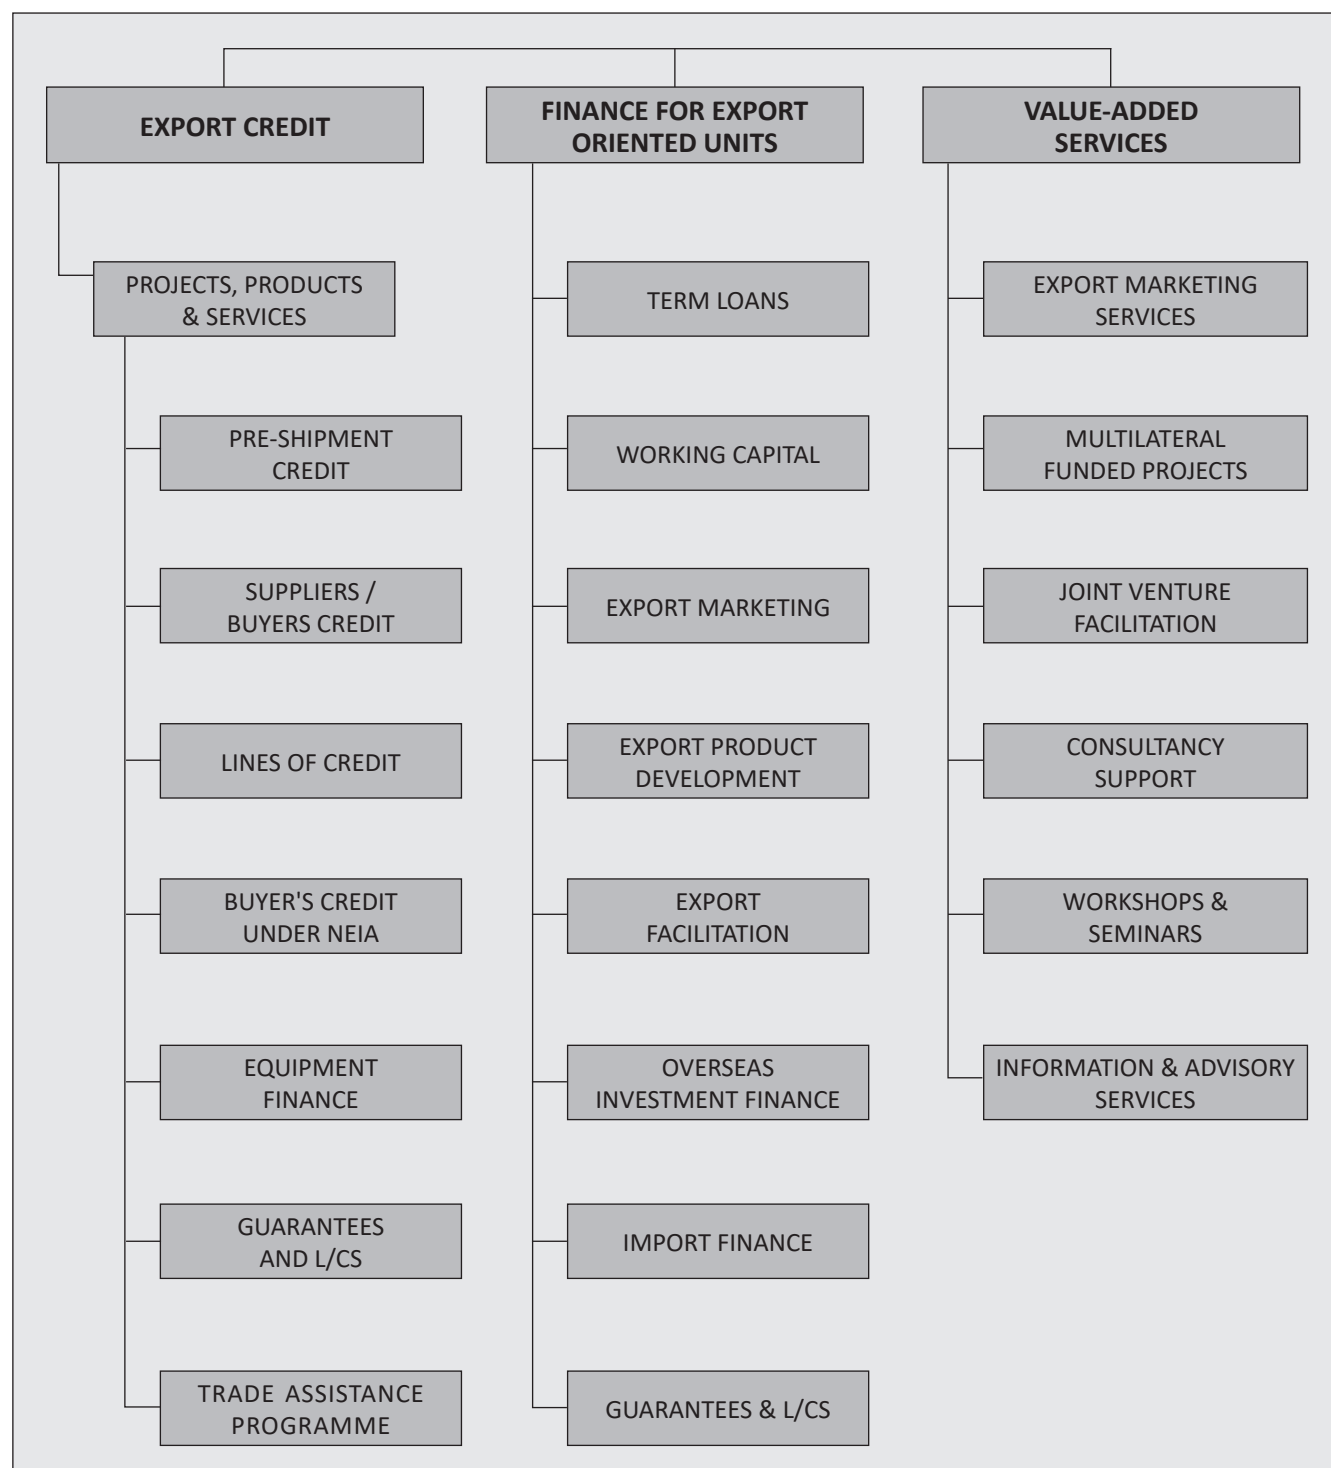 EXPORT CREDIT
PROJECTS, PRODUCTS
& SERVICES
PRE-SHIPMENT
CREDIT
SUPPLIERS /
BUYERS CREDIT
LINES OF CREDIT
BUYER'S CREDIT
UNDER NEIA
EQUIPMENT
FINANCE
GUARANTEES
AND L/CS
TRADE ASSISTANCE
PROGRAMME
FINANCE FOR EXPORT
ORIENTED UNITS
TERM LOANS
WORKING CAPITAL
EXPORT MARKETING
EXPORT PRODUCT
DEVELOPMENT
EXPORT
FACILITATION
OVERSEAS
INVESTMENT FINANCE
IMPORT FINANCE
GUARANTEES & L/CS
VALUE-ADDED
SERVICES
EXPORT MARKETING
SERVICES
MULTILATERAL
FUNDED PROJECTS
JOINT VENTURE
FACILITATION
CONSULTANCY
SUPPORT
WORKSHOPS &
SEMINARS
INFORMATION & ADVISORY
SERVICES